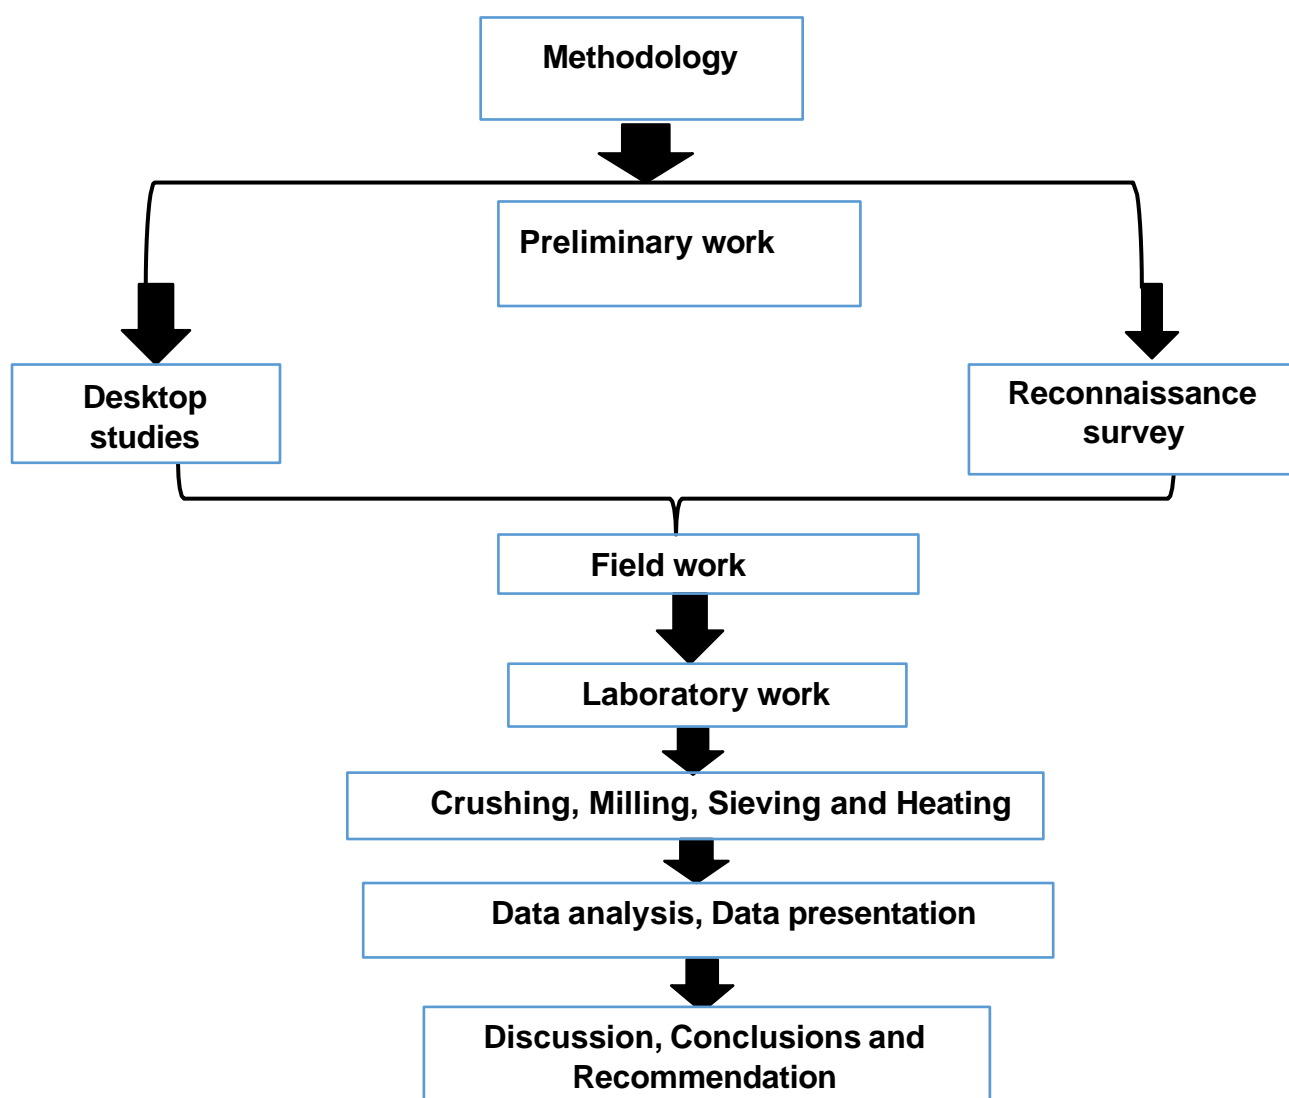 Methodology
Preliminary work
Desktop
studies
Reconnaissance
survey
Field work
Laboratory work
Crushing, Milling, Sieving and Heating
Data analysis, Data presentation
Discussion, Conclusions and
Recommendation